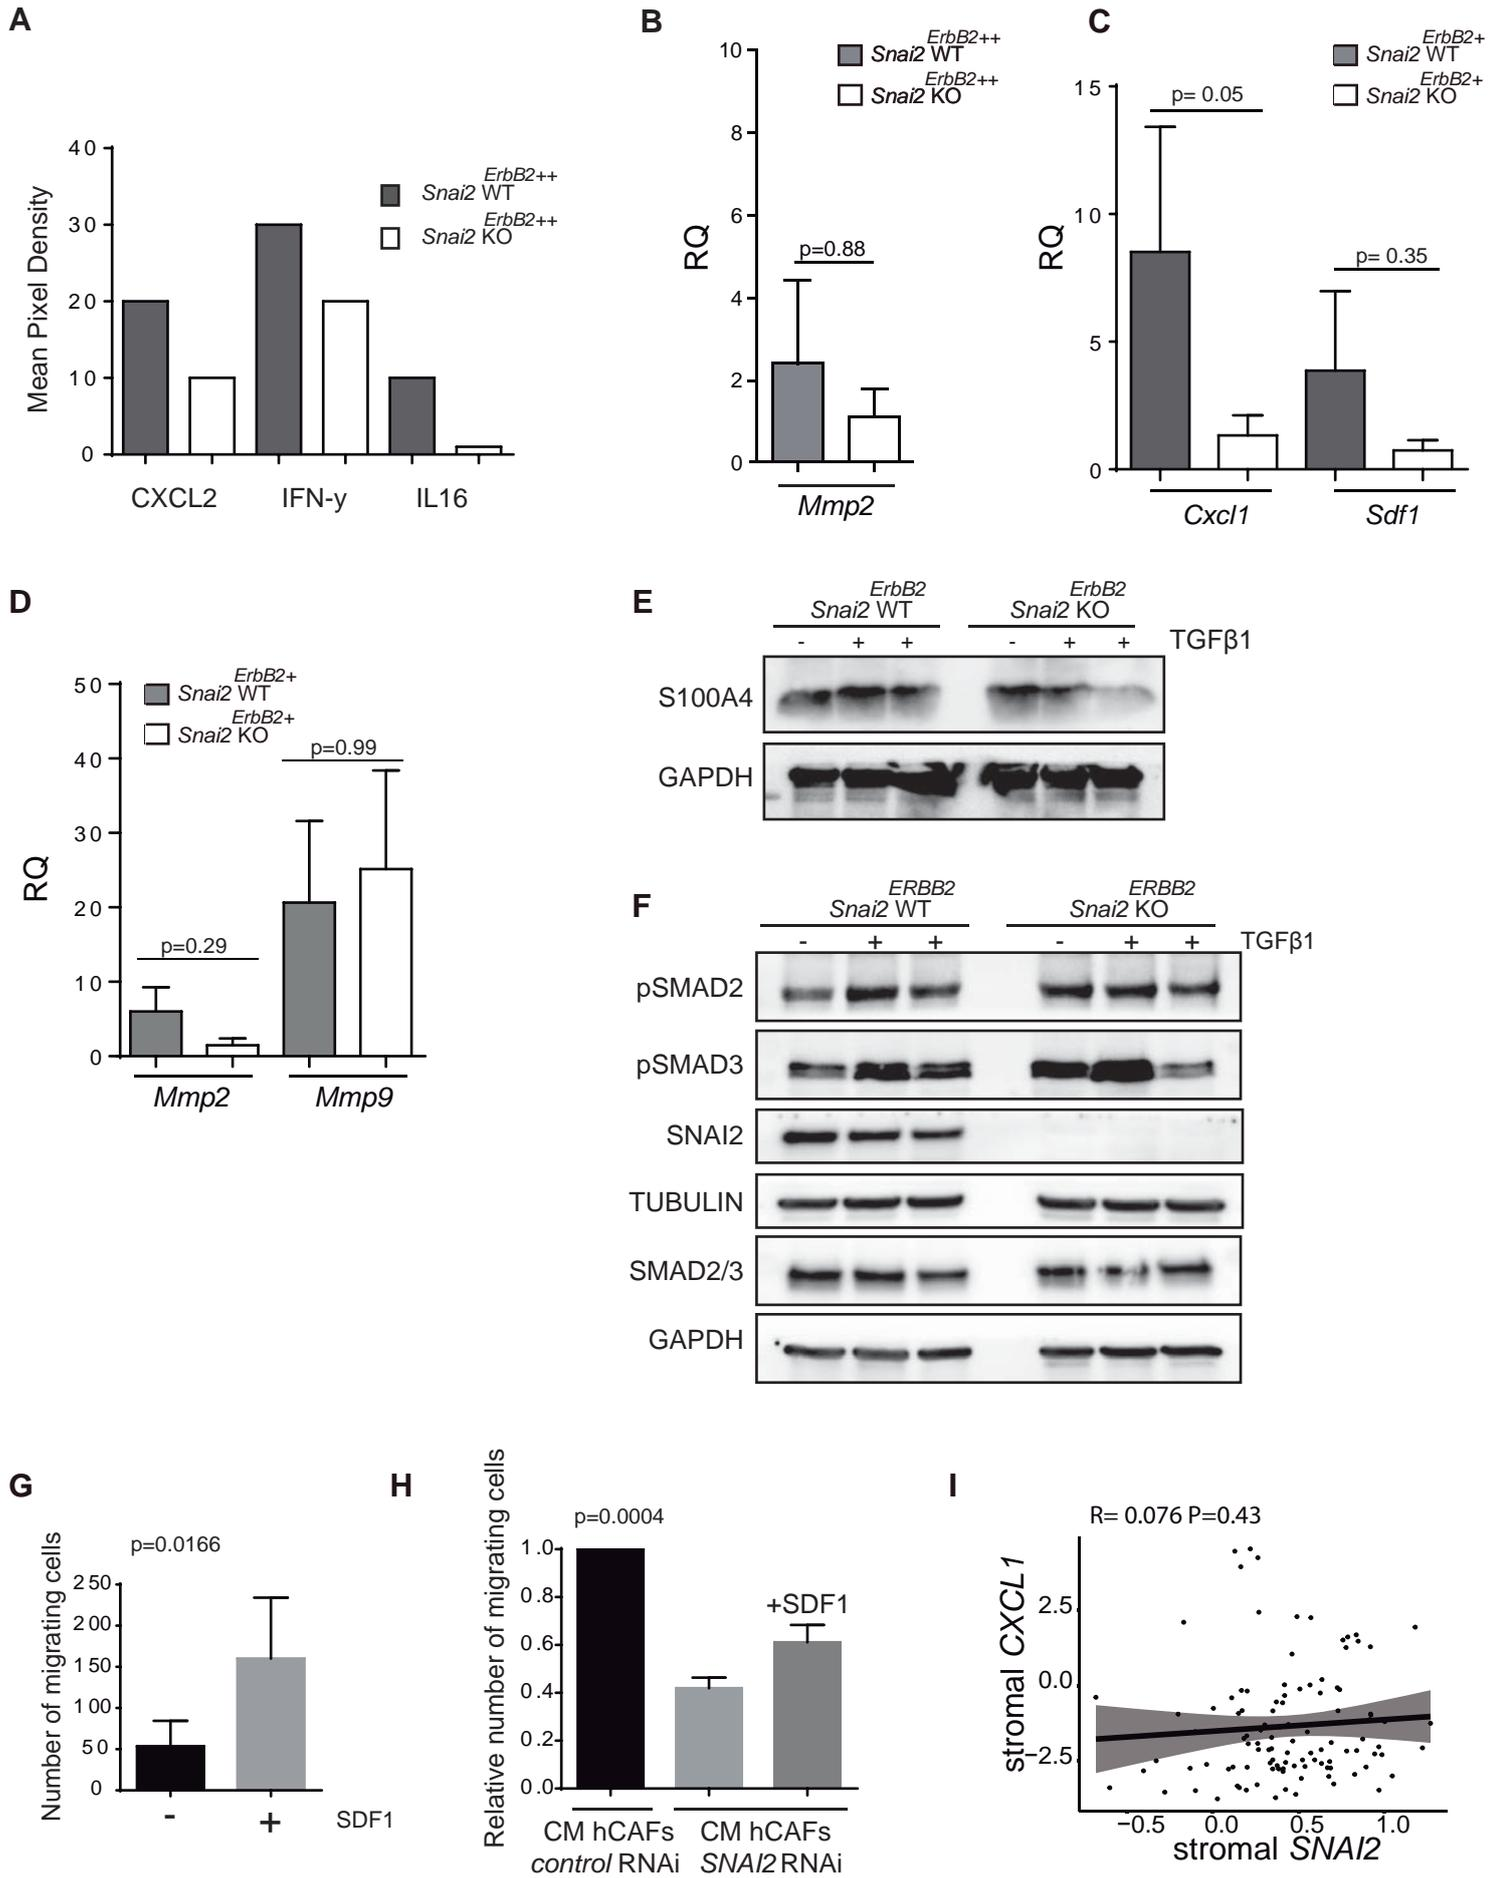 A
40
30
20
10
0
Mean Pixel Density
ErbB2++
Snai2 WT
ErbB2++
Snai2 KO
CXCL2 IFN-y IL16
B
10
8
6
4
2
0
RQ
ErbB2++
Snai2 WT
ErbB2++
Snai2 KO
p=0.88
Mmp2
C
15
10
5
0
RQ
ErbB2+
Snai2 WT
ErbB2+
Snai2 KO
p= 0.05
p= 0.35
Cxcl1 Sdf1
D
50
40
30
20
10
0
RQ
ErbB2+
Snai2 WT
ErbB2+
Snai2 KO
p=0.99
p=0.29
Mmp2 Mmp9
E
ErbB2 ErbB2
Snai2 WT Snai2 KO
- + + - + + TGFβ1
S100A4
GAPDH
F
ERBB2 ERBB2
Snai2 WT Snai2 KO
- + + - + + TGFβ1
pSMAD2
pSMAD3
SNAI2
TUBULIN
SMAD2/3
GAPDH
G
p=0.0166
Number of migrating cells
250
200
150
100
50
0
- + SDF1
H
p=0.0004
Relative number of migrating cells
1.0
0.8
0.6
0.4
0.2
0.0
+SDF1
CM hCAFs CM hCAFs
control RNAi SNAI2 RNAi
I
R= 0.076 P=0.43
stromal CXCL1
2.5
0.0
−2.5
−0.5 0.0 0.5 1.0
stromal SNAI2